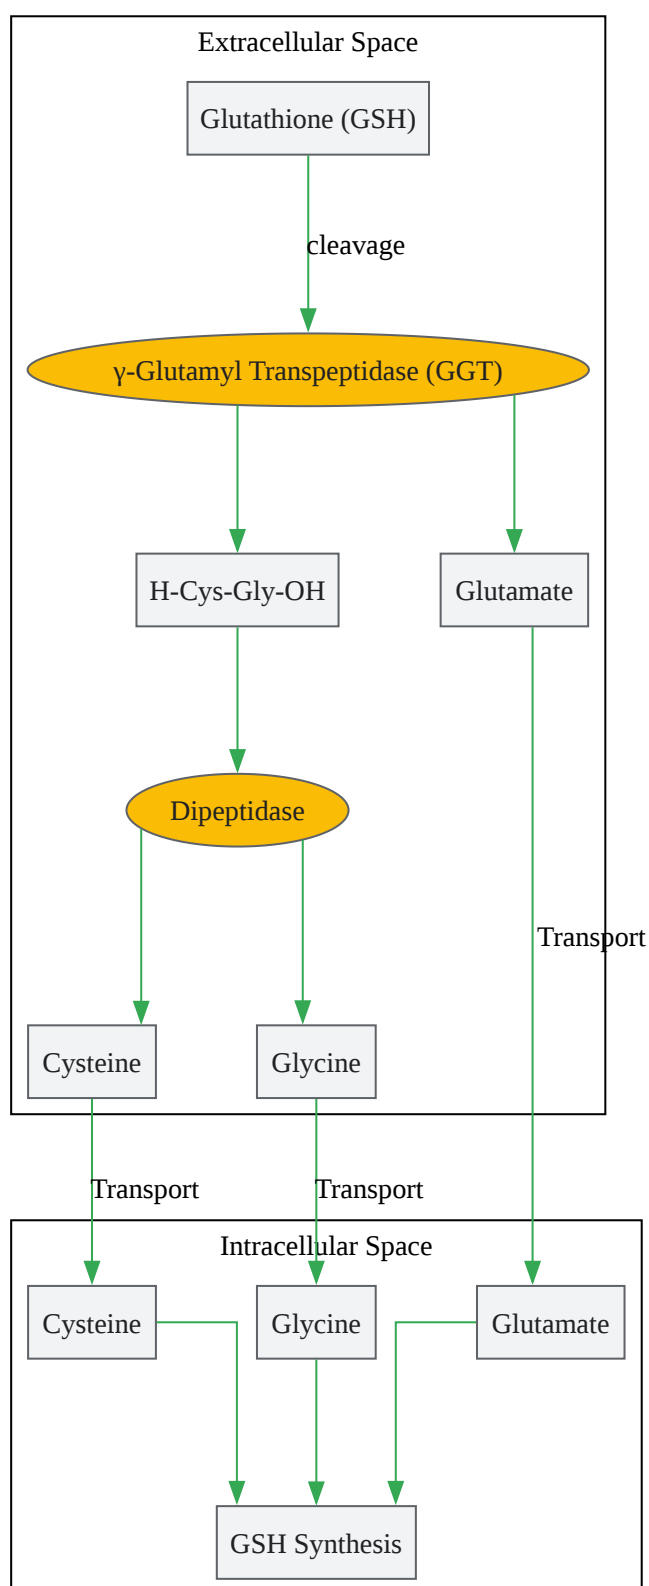 Extracellular Space
Glutathione (GSH)
cleavage
γ-Glutamyl Transpeptidase (GGT)
H-Cys-Gly-OH
Glutamate
Dipeptidase
Transport
Cysteine
Glycine
Transport
Transport
Intracellular Space
Cysteine
Glycine
Glutamate
GSH Synthesis